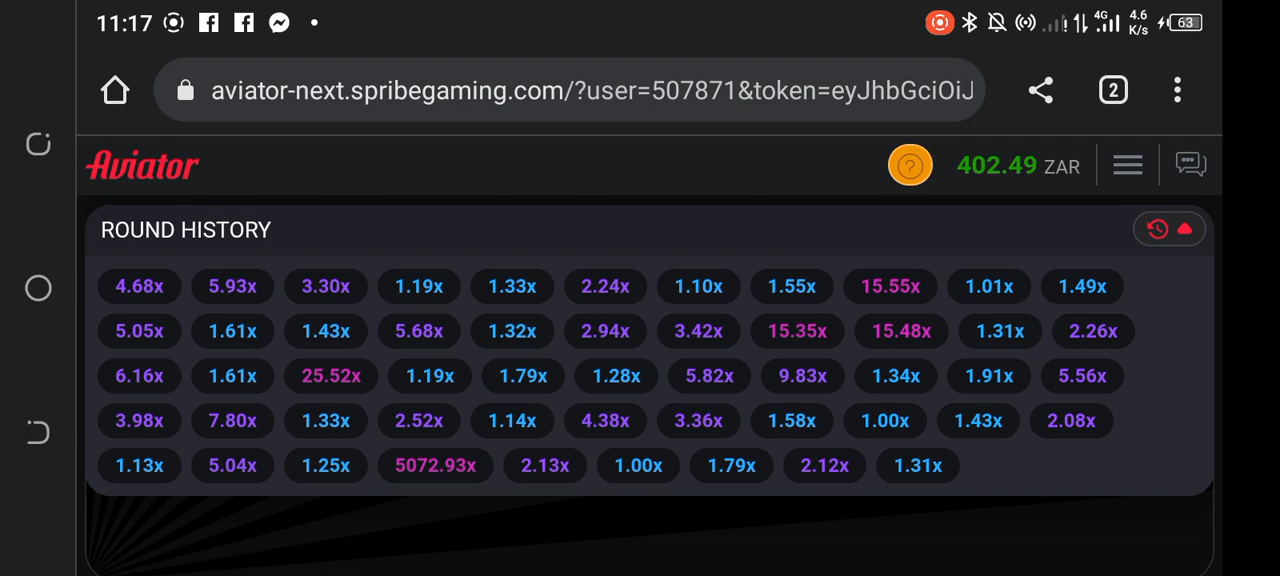 11:17 4G 4.6 K/s 63
aviator-next.spribegaming.com/?user=507871&token=eyJhbGciOiJ 2
Aviator ? 402.49 ZAR
ROUND HISTORY
4.68x 5.93x 3.30x 1.19x 1.33x 2.24x 1.10x 1.55x 15.55x 1.01x 1.49x
5.05x 1.61x 1.43x 5.68x 1.32x 2.94x 3.42x 15.35x 15.48x 1.31x 2.26x
6.16x 1.61x 25.52x 1.19x 1.79x 1.28x 5.82x 9.83x 1.34x 1.91x 5.56x
3.98x 7.80x 1.33x 2.52x 1.14x 4.38x 3.36x 1.58x 1.00x 1.43x 2.08x
1.13x 5.04x 1.25x 5072.93x 2.13x 1.00x 1.79x 2.12x 1.31x